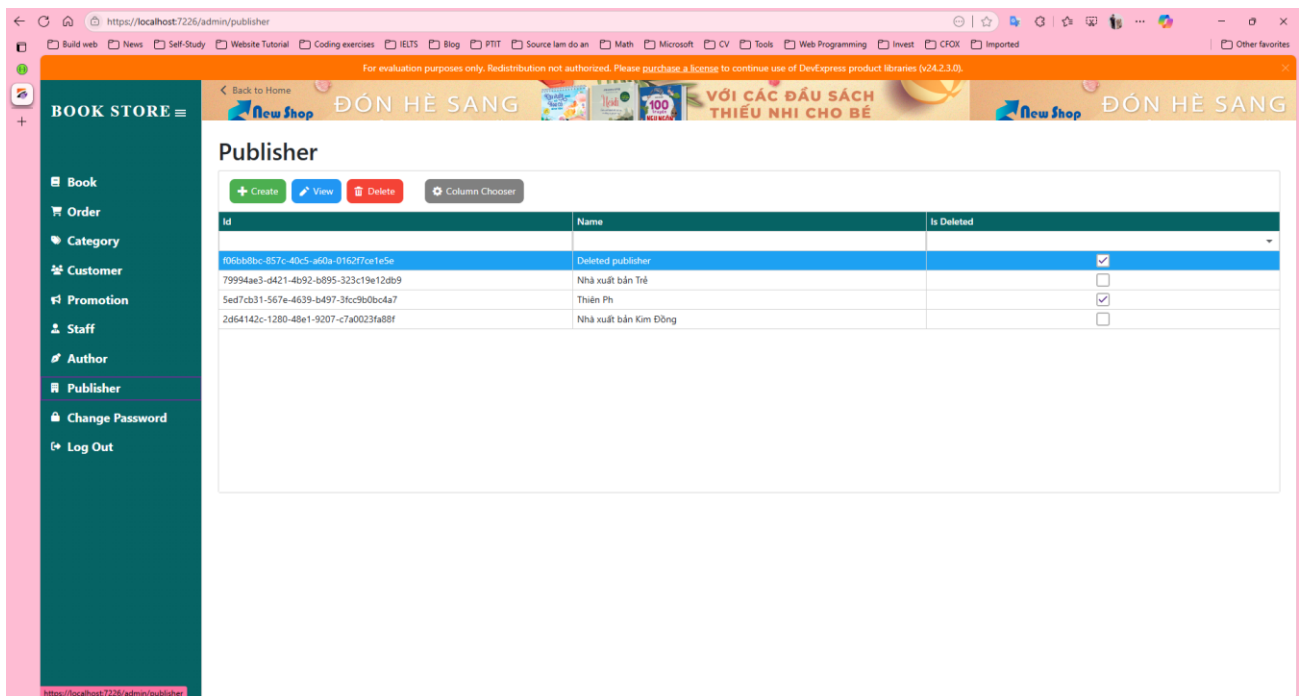 https://localhost:7226/admin/publisher
Build web News Self-Study Website Tutorial Coding exercises IELTS Blog PTIT Source lam do an Math Microsoft CV Tools Web Programming Invest CFOX Imported Other favorites
For evaluation purposes only. Redistribution not authorized. Please purchase a license to continue use of DevExpress product libraries (v24.2.3.0).
BOOK STORE
Back to Home
New Shop ĐÓN HÈ SANG
100
VỚI CÁC ĐẦU SÁCH
THIẾU NHI CHO BÉ
New Shop ĐÓN HÈ SANG
Book
Order
Category
Customer
Promotion
Staff
Author
Publisher
Change Password
Log Out
Publisher
Create View Delete Column Chooser
Id Name Is Deleted
f06bb8bc-857c-40c5-a60a-0162f7ce1e5e Deleted publisher
79994ae3-d421-4b92-b895-323c19e12db9 Nhà xuất bản Trẻ
5ed7cb31-567e-4639-b497-3fcc9b0bc4a7 Thiên Ph
2d64142c-1280-48e1-9207-c7a0023fa88f Nhà xuất bản Kim Đồng
https://localhost:7226/admin/publisher